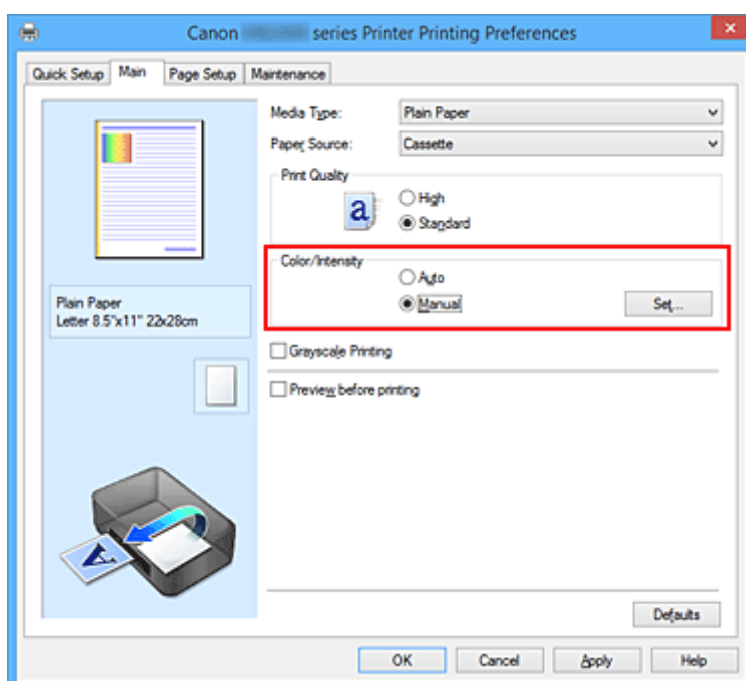 Canon series Printer Printing Preferences
Quick Setup Main Page Setup Maintenance
Media Type: Plain Paper
Paper Source: Cassette
Print Quality
a
High
Standard
Color/Intensity
Auto
Manual Set...
Plain Paper
Letter 8.5"x11" 22x28cm
Grayscale Printing
Preview before printing
A
Defaults
OK Cancel Apply Help